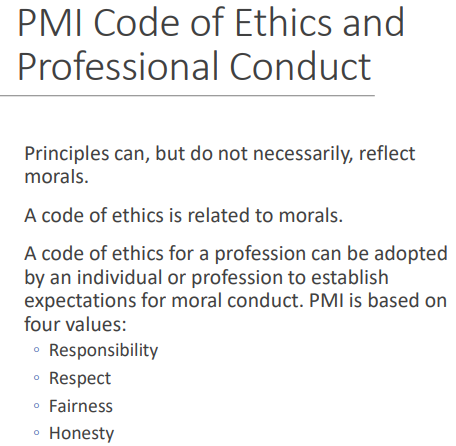 PMI Code of Ethics and
Professional Conduct
Principles can, but do not necessarily, reflect
morals.
A code of ethics is related to morals.
A code of ethics for a profession can be adopted
by an individual or profession to establish
expectations for moral conduct. PMI is based on
four values:
◦ Responsibility
◦ Respect
◦ Fairness
◦ Honesty